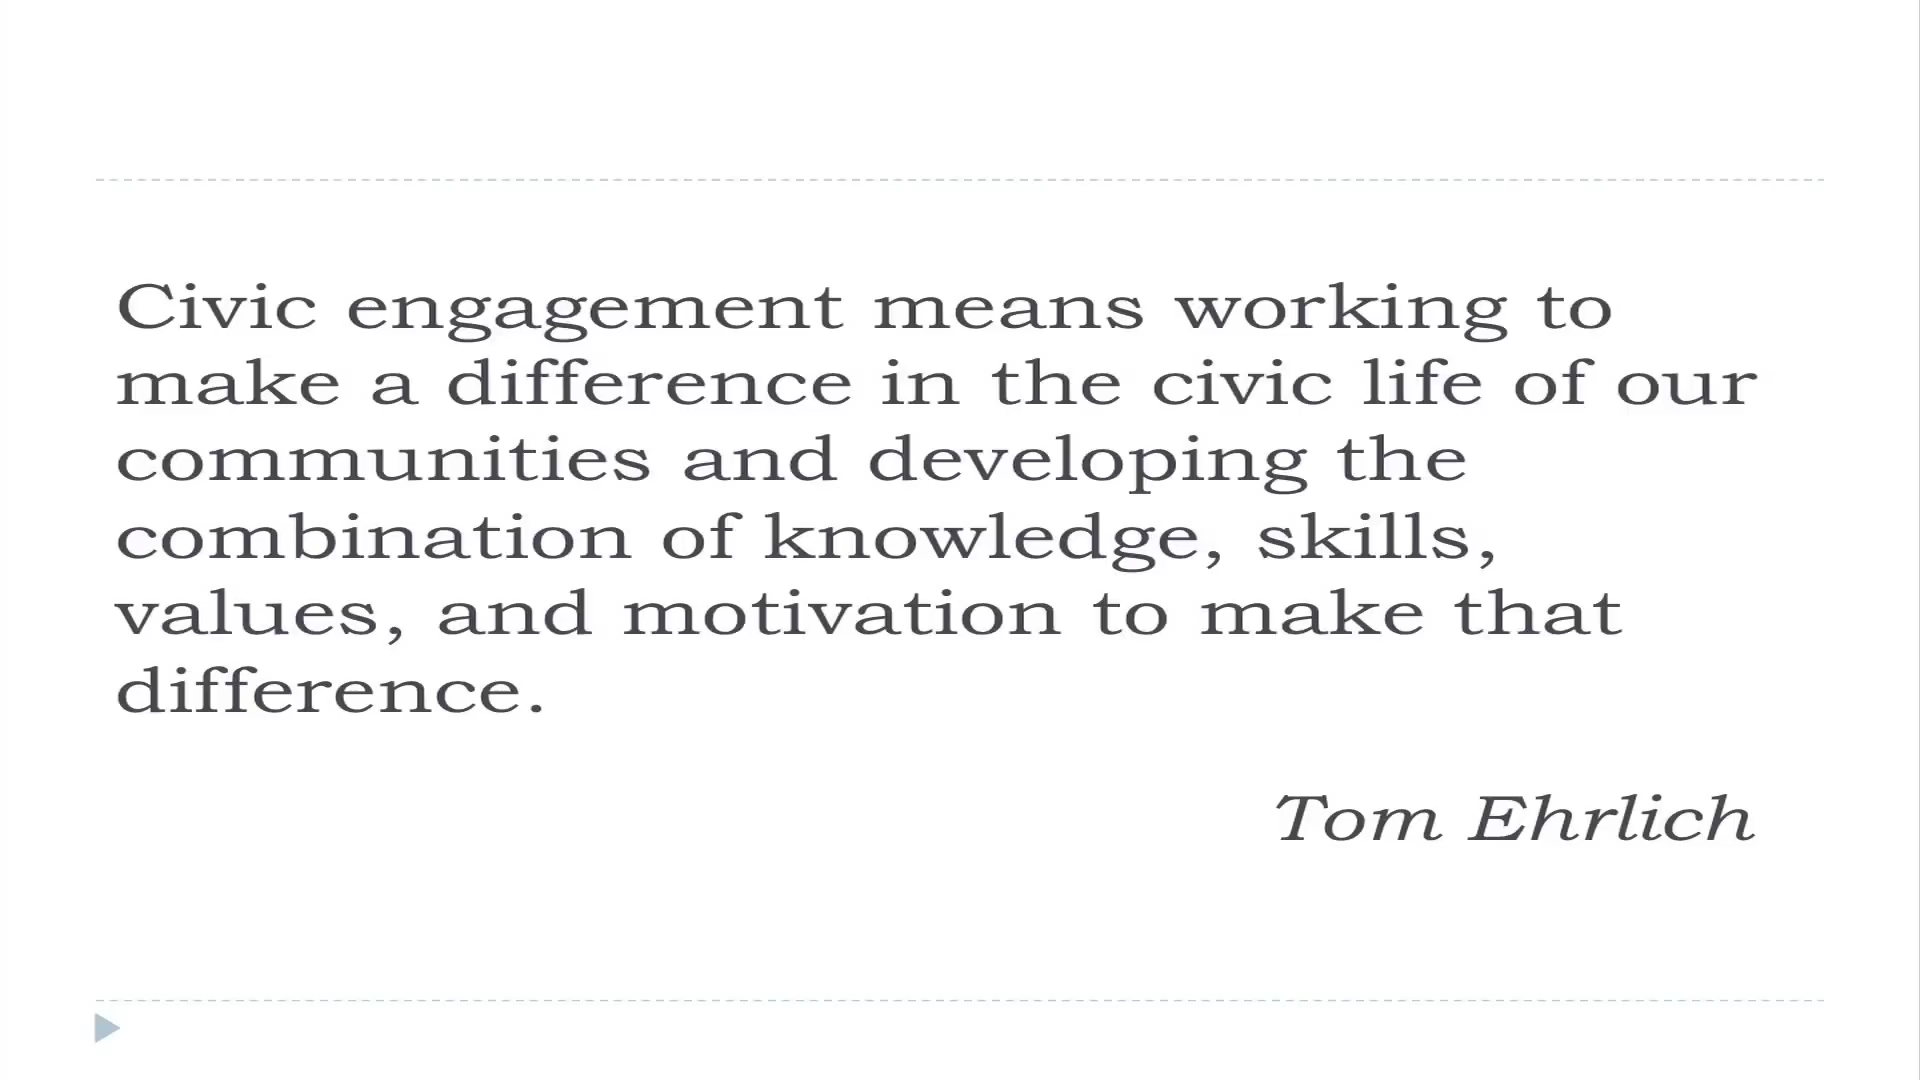 Civic engagement means working to
make a difference in the civic life of our
communities and developing the
combination of knowledge, skills,
values, and motivation to make that
difference.
Tom Ehrlich